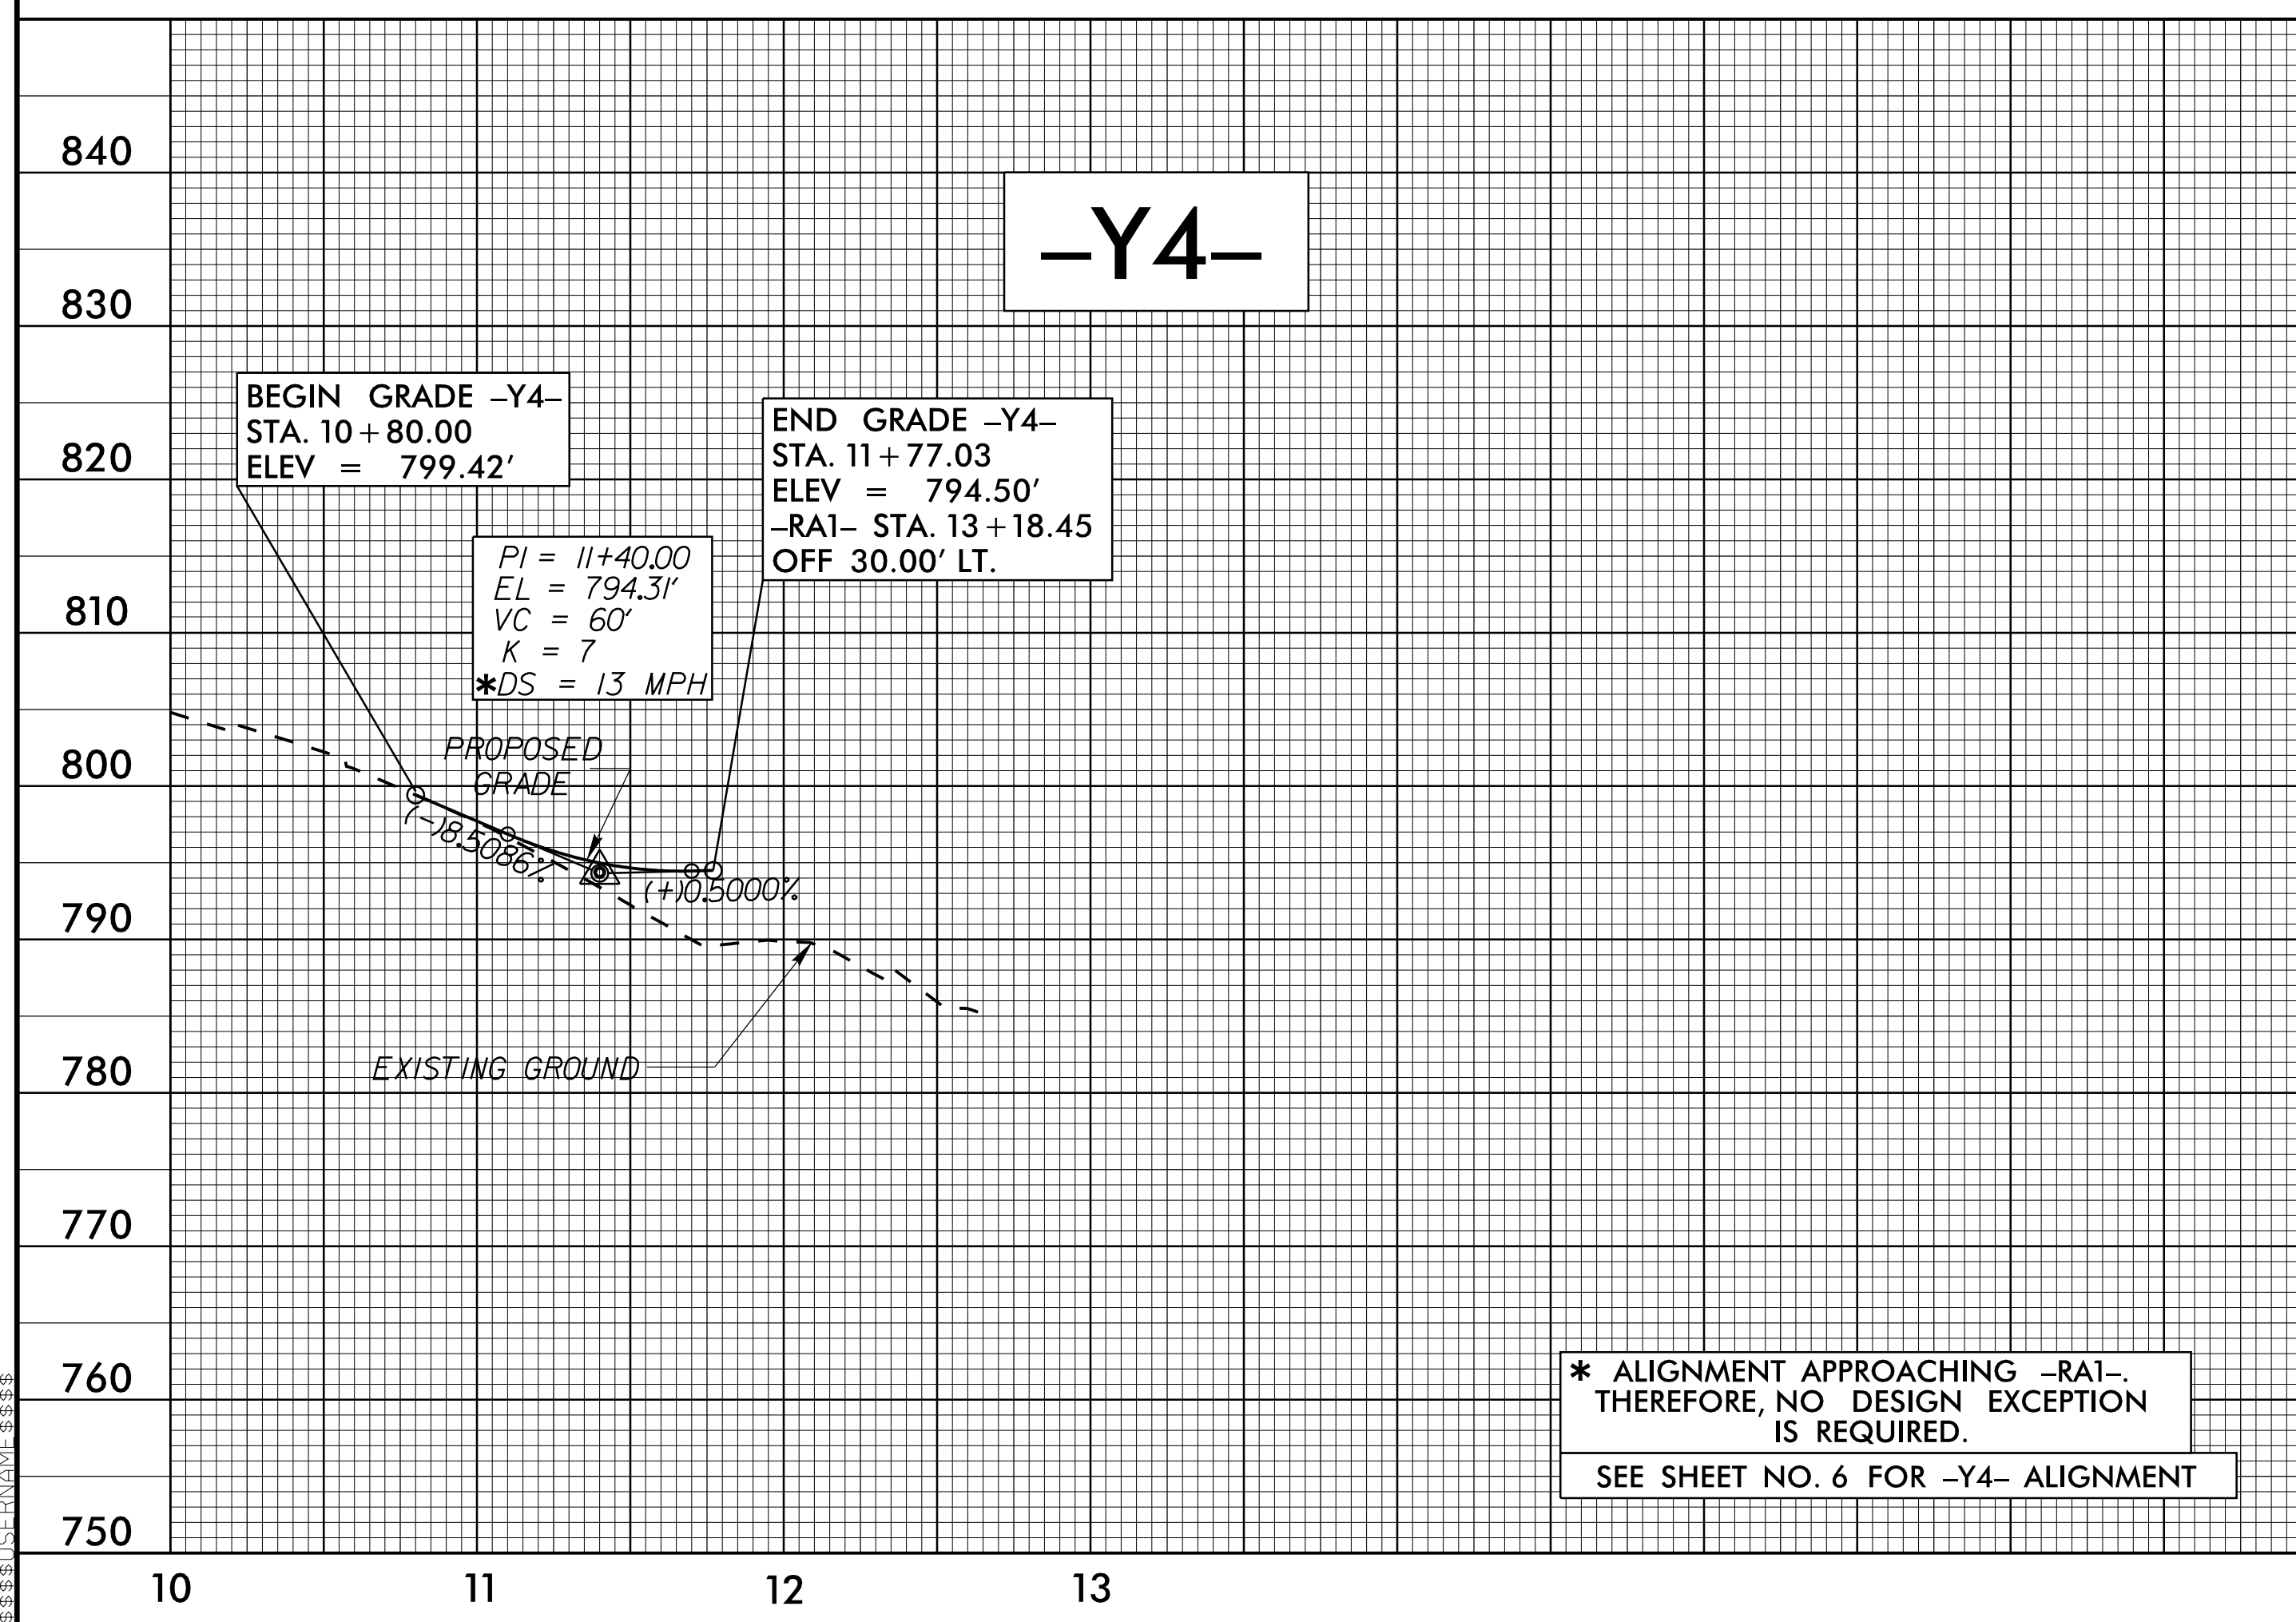 840
830
820
810
800
790
780
770
760
750
10
11
12
13
–Y4–
BEGIN GRADE –Y4–
STA. 10+80.00
ELEV = 799.42'
END GRADE –Y4–
STA. 11+77.03
ELEV = 794.50'
–RA1– STA. 13+18.45
OFF 30.00' LT.
PI = 11+40.00
EL = 794.31'
VC = 60'
K = 7
*DS = 13 MPH
PROPOSED
GRADE
(-)8.5086%
(+)0.5000%
EXISTING GROUND
* ALIGNMENT APPROACHING –RA1–.
THEREFORE, NO DESIGN EXCEPTION
IS REQUIRED.
SEE SHEET NO. 6 FOR –Y4– ALIGNMENT